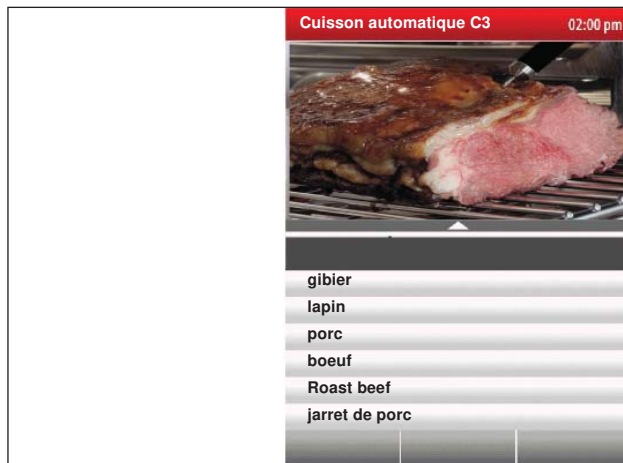 Cuisson automatique C3 02:00 pm
gibier
lapin
porc
boeuf
Roast beef
jarret de porc